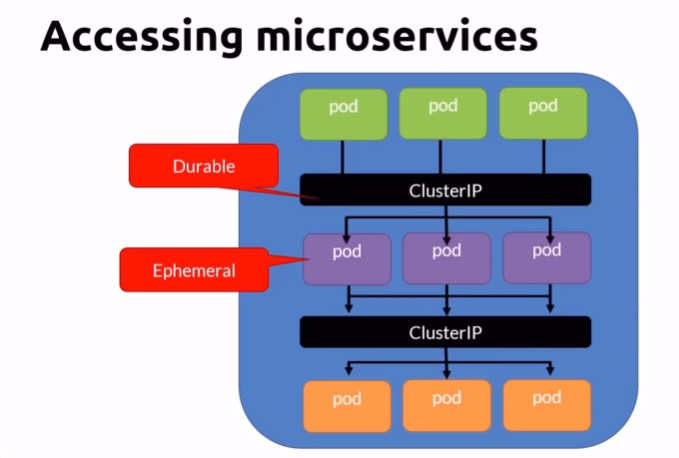 Accessing microservices
pod pod pod
Durable
ClusterIP
pod pod pod
Ephemeral
ClusterIP
pod pod pod